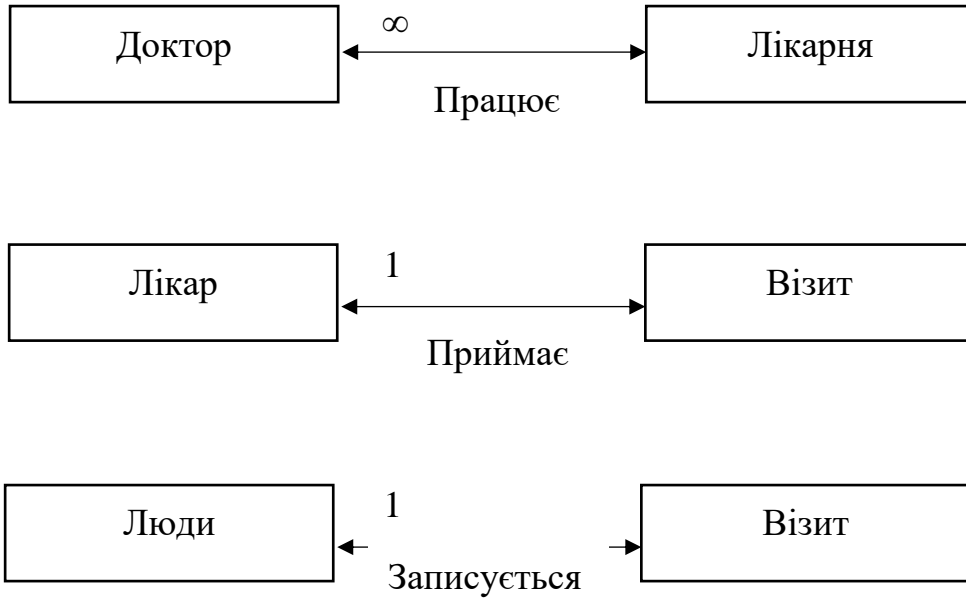 Доктор
∞
Лікарня
Працює
Лікар
1
Візит
Приймає
Люди
1
Візит
Записується